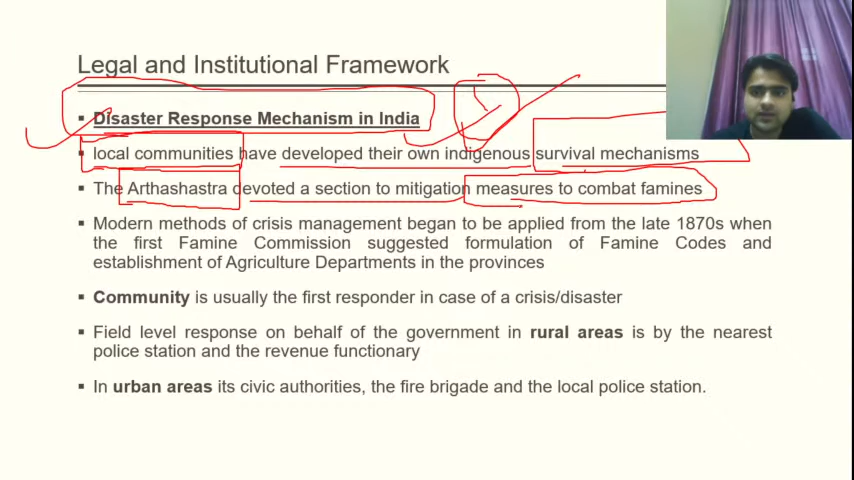 Legal and Institutional Framework
▪ Disaster Response Mechanism in India
▪ local communities have developed their own indigenous survival mechanisms
▪ The Arthashastra devoted a section to mitigation measures to combat famines
▪ Modern methods of crisis management began to be applied from the late 1870s when
the first Famine Commission suggested formulation of Famine Codes and
establishment of Agriculture Departments in the provinces
▪ Community is usually the first responder in case of a crisis/disaster
▪ Field level response on behalf of the government in rural areas is by the nearest
police station and the revenue functionary
▪ In urban areas its civic authorities, the fire brigade and the local police station.